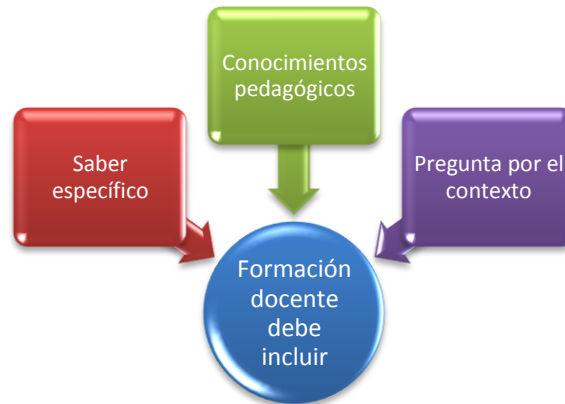 Conocimientos
pedagógicos
Saber
específico
Pregunta por el
contexto
Formación
docente
debe
incluir